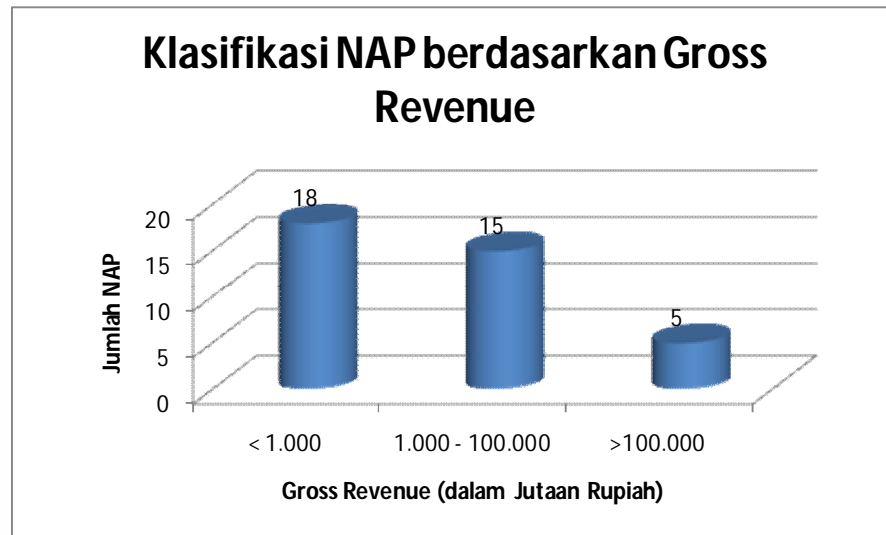 Klasifikasi NAP berdasarkan Gross
Revenue
18
15
5
20
15
10
5
0
Jumlah NAP
< 1.000
1.000 - 100.000
>100.000
Gross Revenue (dalam Jutaan Rupiah)